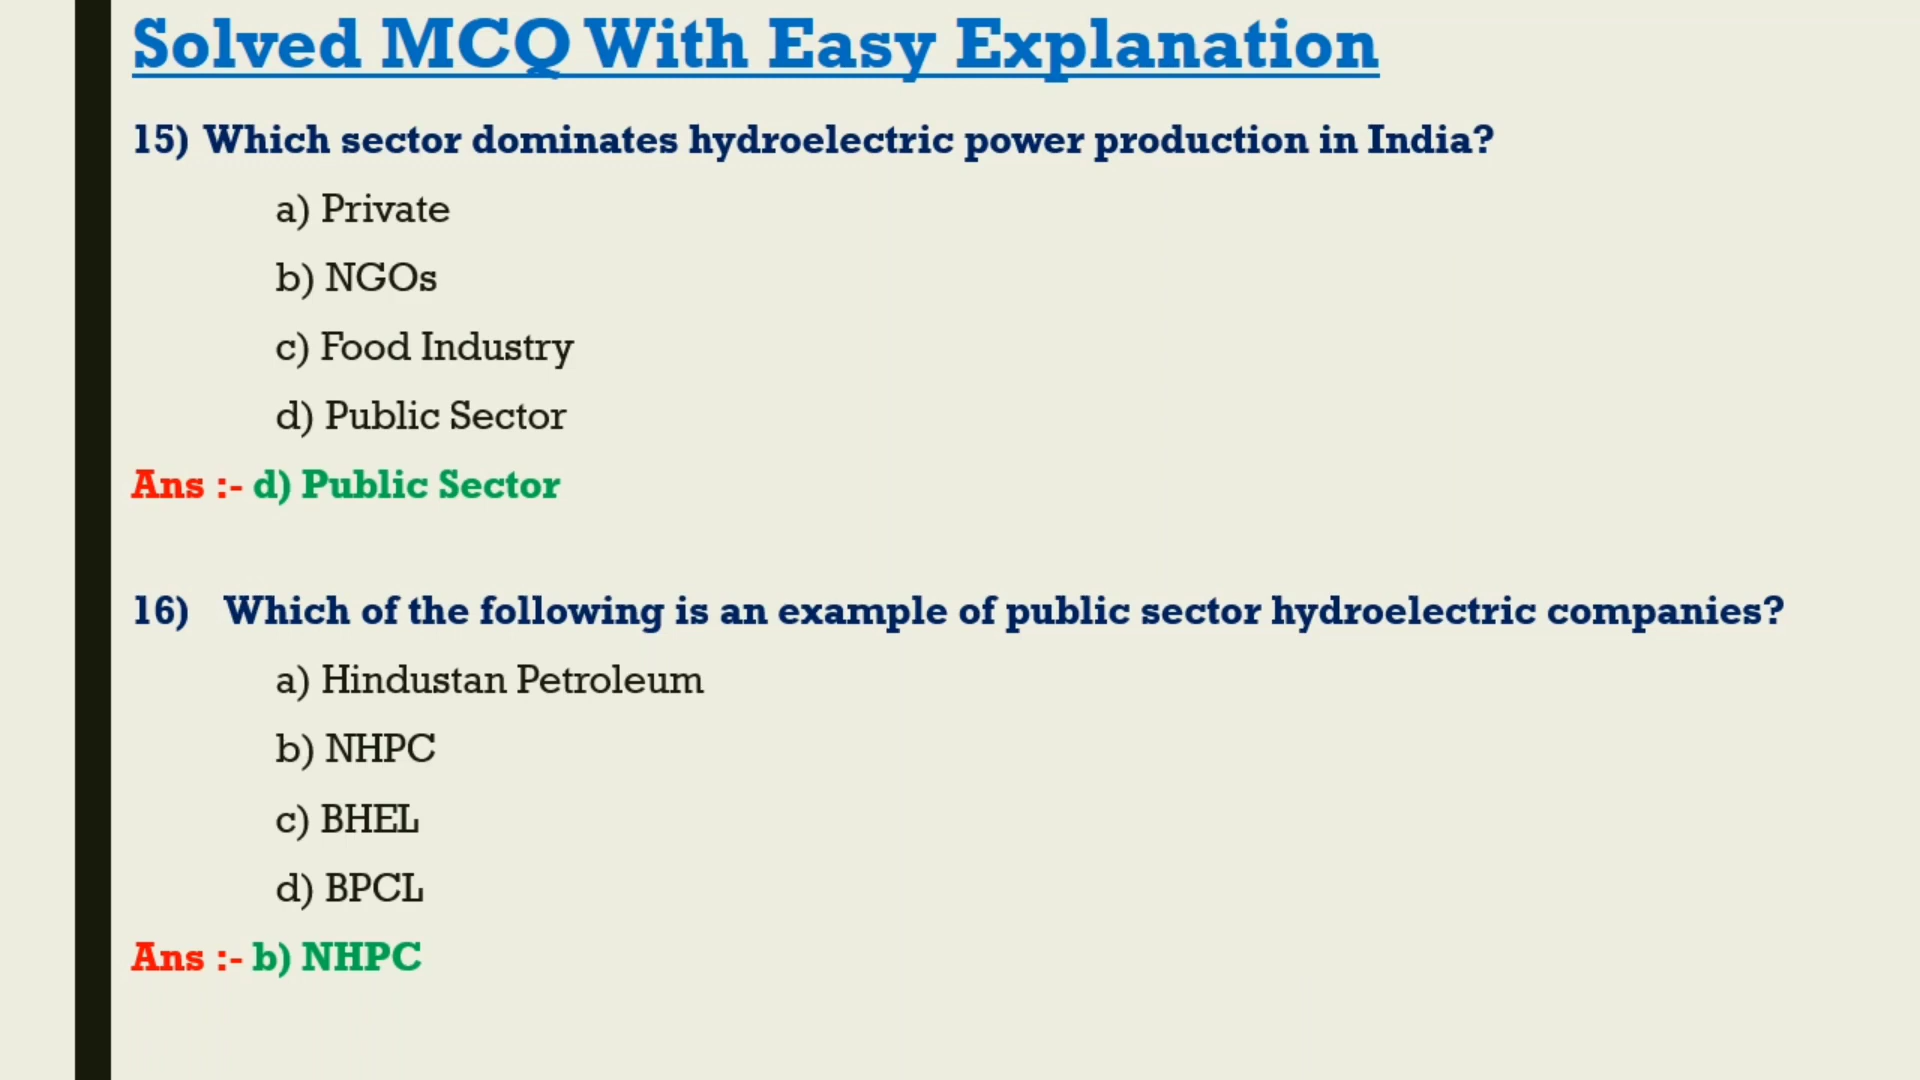 Solved MCQ With Easy Explanation
15) Which sector dominates hydroelectric power production in India?
a) Private
b) NGOs
c) Food Industry
d) Public Sector
Ans :- d) Public Sector
16) Which of the following is an example of public sector hydroelectric companies?
a) Hindustan Petroleum
b) NHPC
c) BHEL
d) BPCL
Ans :- b) NHPC